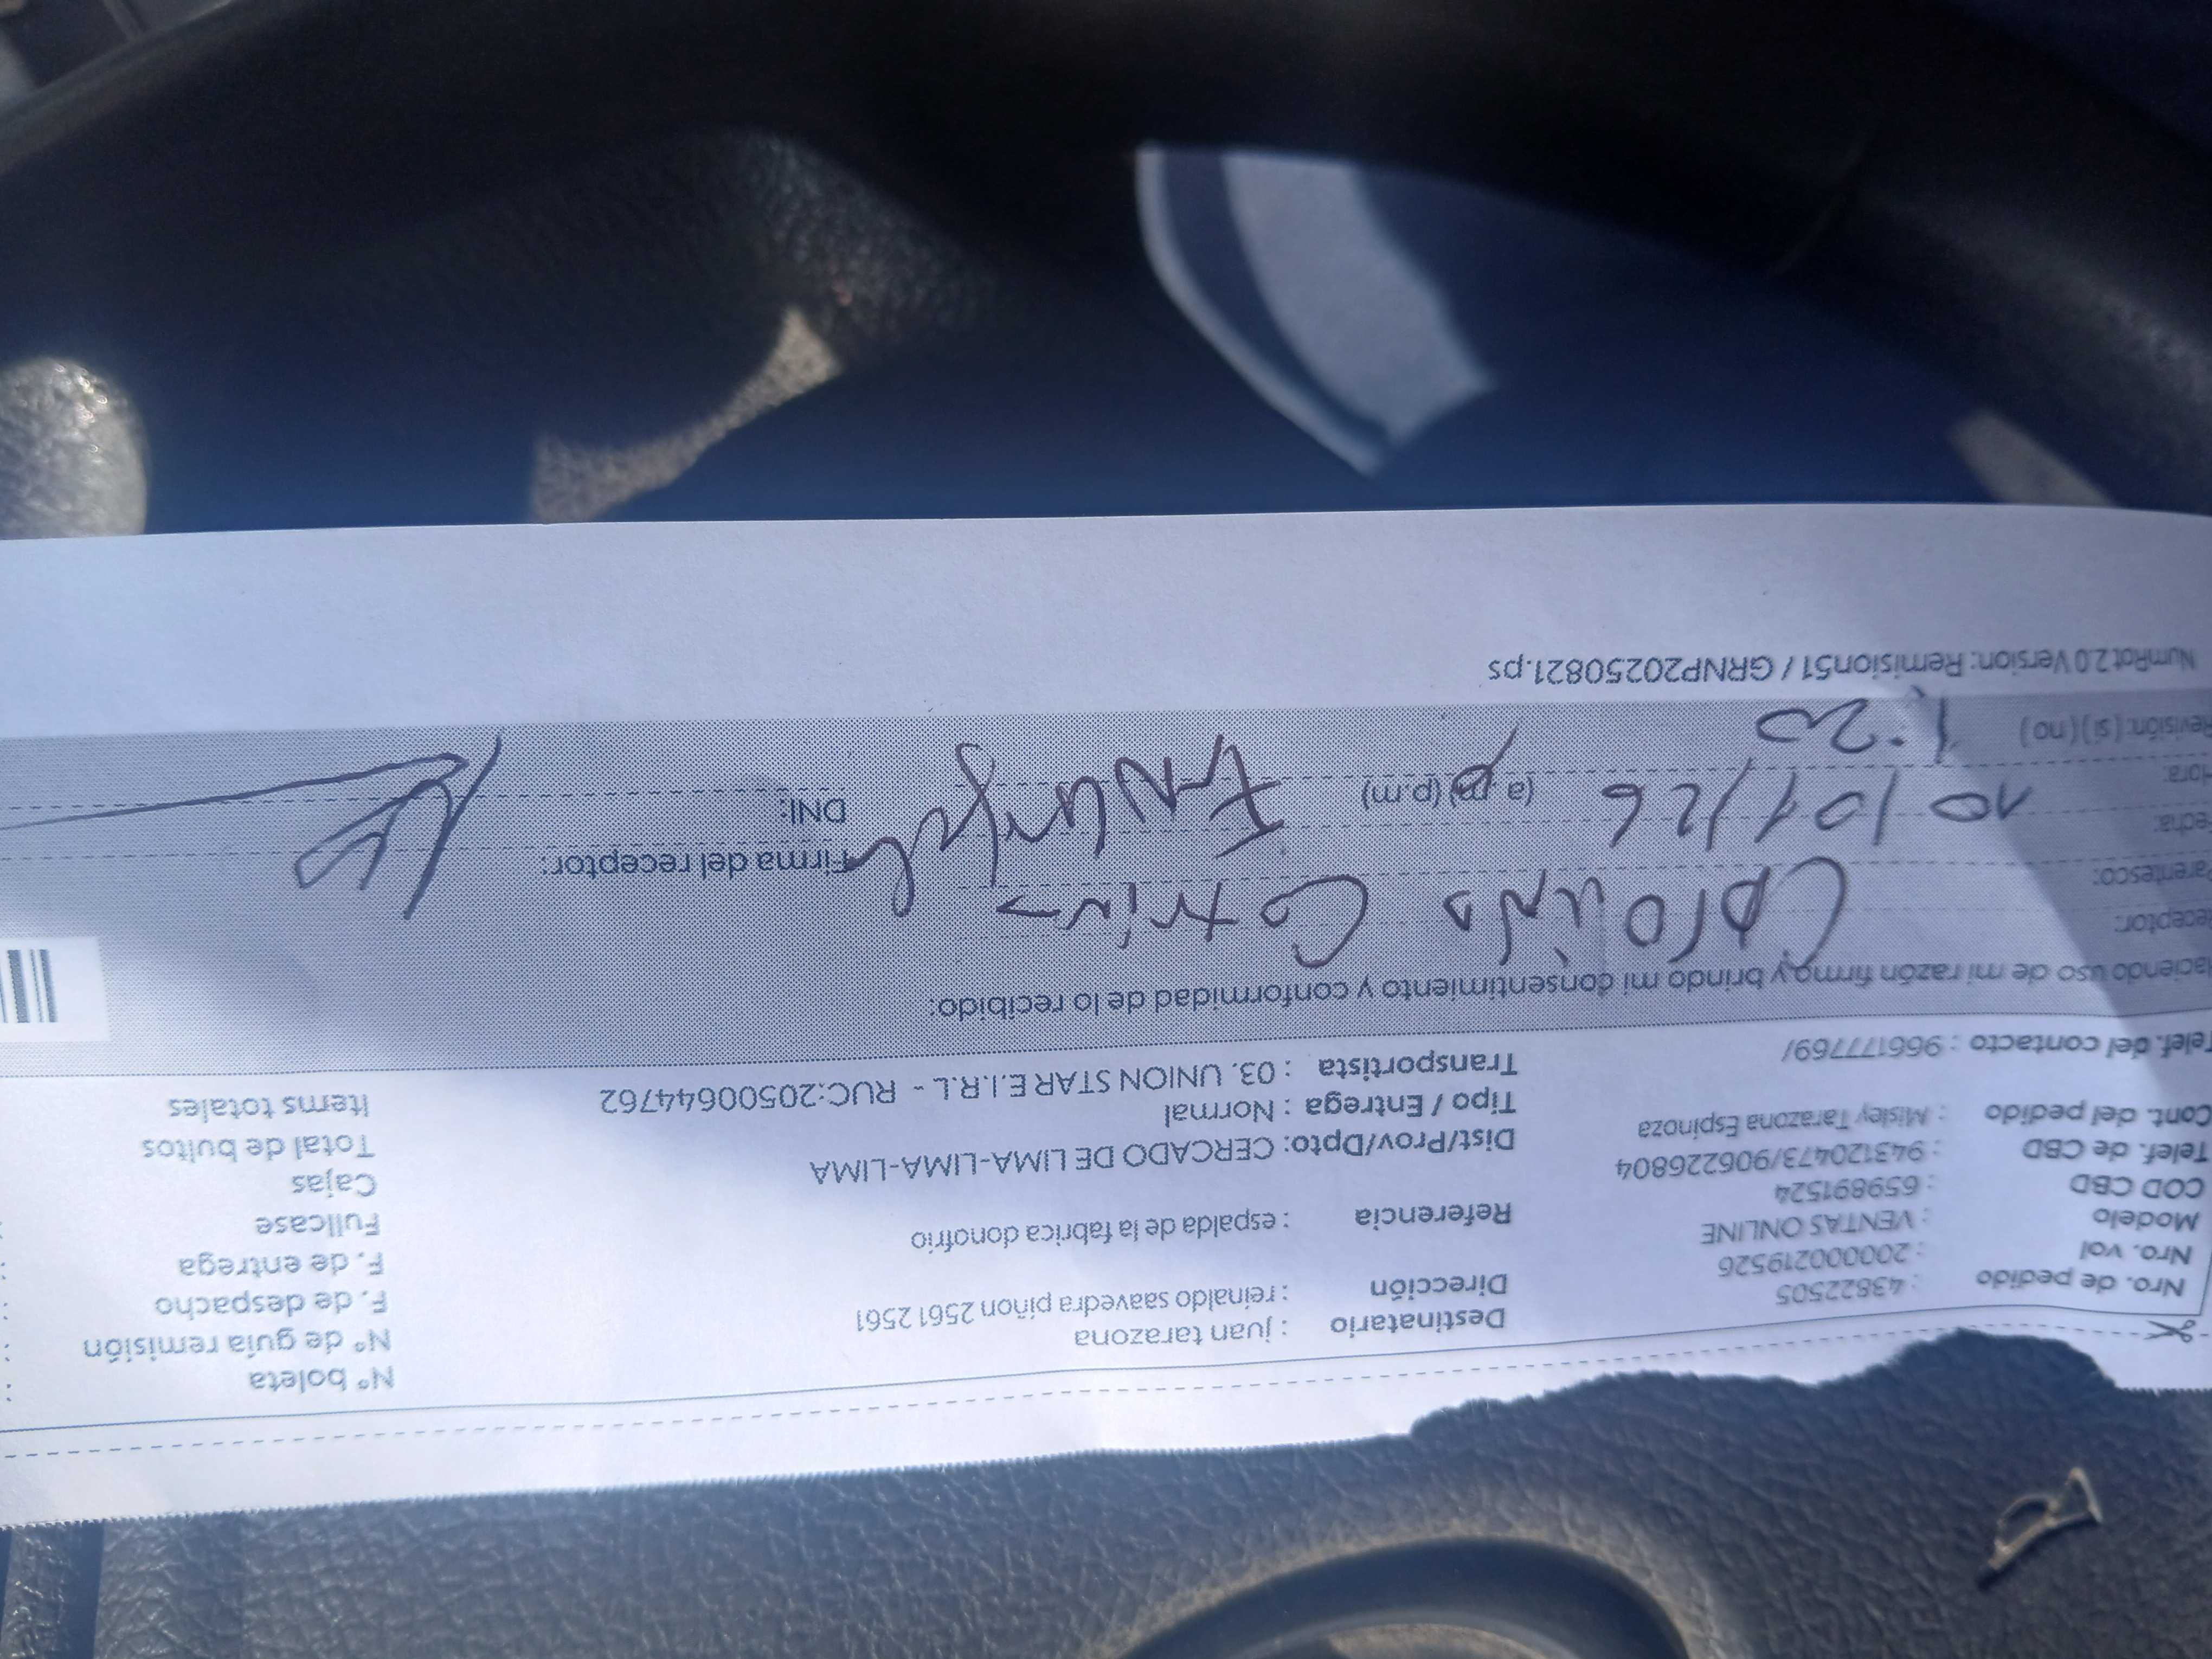 Nº boleta :
Nº de guía remisión :
F. de despacho :
F. de entrega :
Fullcase
Cajas
Total de bultos
Items totales
Destinatario : juan tarazona
Dirección : reinaldo saavedra piñon 2561 2561
Referencia : espalda de la fabrica donofrio
Dist/Prov/Dpto: CERCADO DE LIMA-LIMA-LIMA
Tipo / Entrega : Normal
Transportista : 03. UNION STAR E.I.R.L - RUC:20500644762
Nro. de pedido : 43822505
Nro. vol : 200000219526
Modelo : VENTAS ONLINE
COD CBD : 659891524
Telef. de CBD : 943120473/906226804
Cont. del pedido : Misley Tarazona Espinoza
Telef. del contacto : 966177769/
Haciendo uso de mi razón firmo y brindo mi consentimiento y conformidad de lo recibido:
Receptor: Carolina
Parentesco:
Fecha: 10/01/26
Hora: 1:20 (a.m) (p.m)
Revisión: (si) (no)
Firma del receptor:
DNI:
NumRot 2.0 Version: Remision51 / GRNP20250821.ps